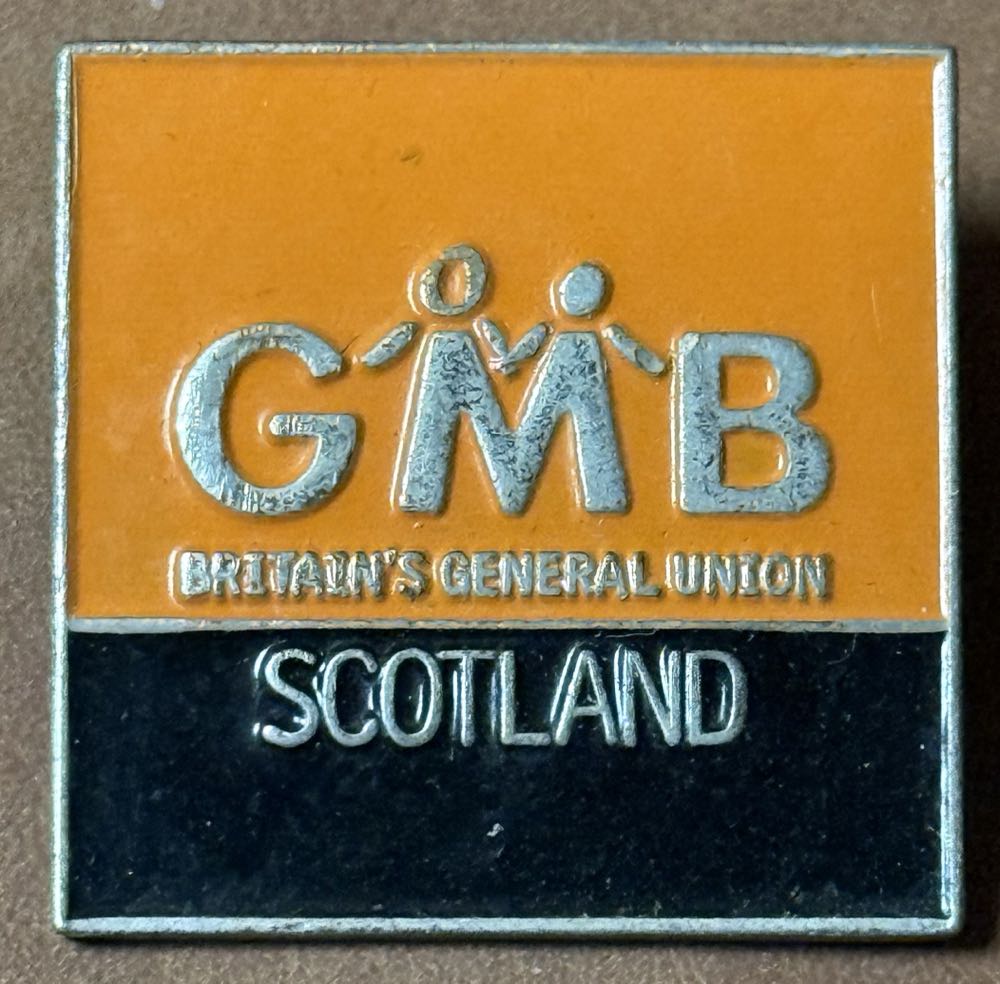 GMB
BRITAIN'S GENERAL UNION
SCOTLAND